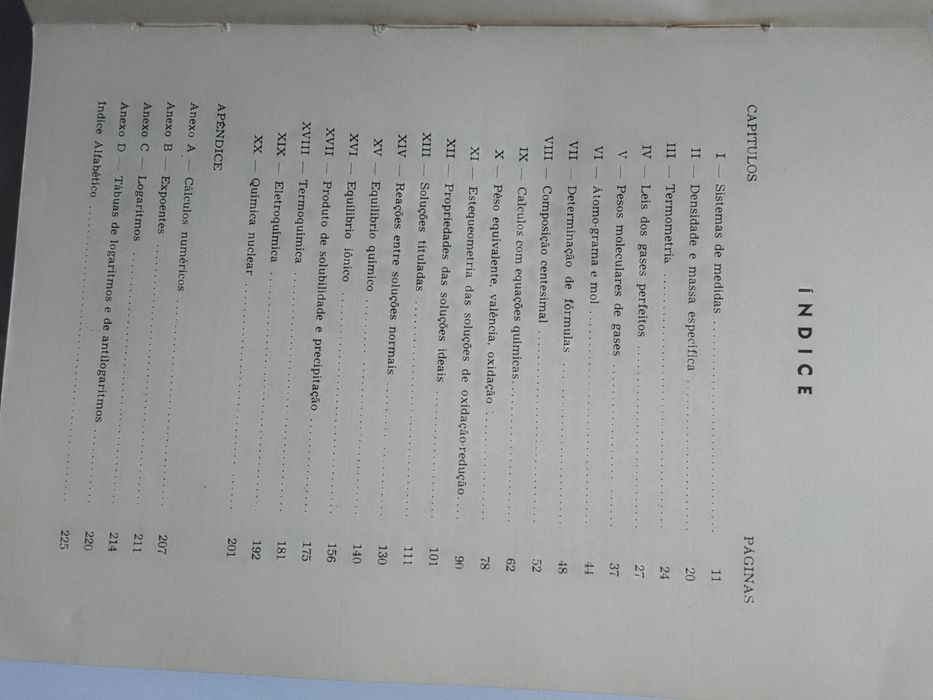 ÍNDICE
CAPÍTULOS PÁGINAS
I — Sistemas de medidas ........ 11
II — Densidade e massa específica ........ 20
III — Termometria ........ 24
IV — Leis dos gases perfeitos ........ 27
V — Pesos moleculares de gases ........ 37
VI — Átomo-grama e mol ........ 44
VII — Determinação de fórmulas ........ 48
VIII — Composição centesimal ........ 52
IX — Calculos com equações químicas ........ 62
X — Pêso equivalente, valência, oxidação ........ 78
XI — Estequeometria das soluções de oxidação-redução .... 90
XII — Propriedades das soluções ideais ........ 101
XIII — Soluções tituladas ........ 111
XIV — Reações entre soluções normais ........ 130
XV — Equilibrio químico ........ 140
XVI — Equilibrio iônico ........ 156
XVII — Produto de solubilidade e precipitação ........ 175
XVIII — Termoquímica ........ 181
XIX — Eletroquímica ........ 192
XX — Química nuclear ........ 201
APÊNDICE
Anexo A — Cálculos numéricos ........ 207
Anexo B — Expoentes ........ 211
Anexo C — Logaritmos ........ 214
Anexo D — Tábuas de logaritmos e de antilogaritmos ........ 220
Indice Alfabético ........ 225